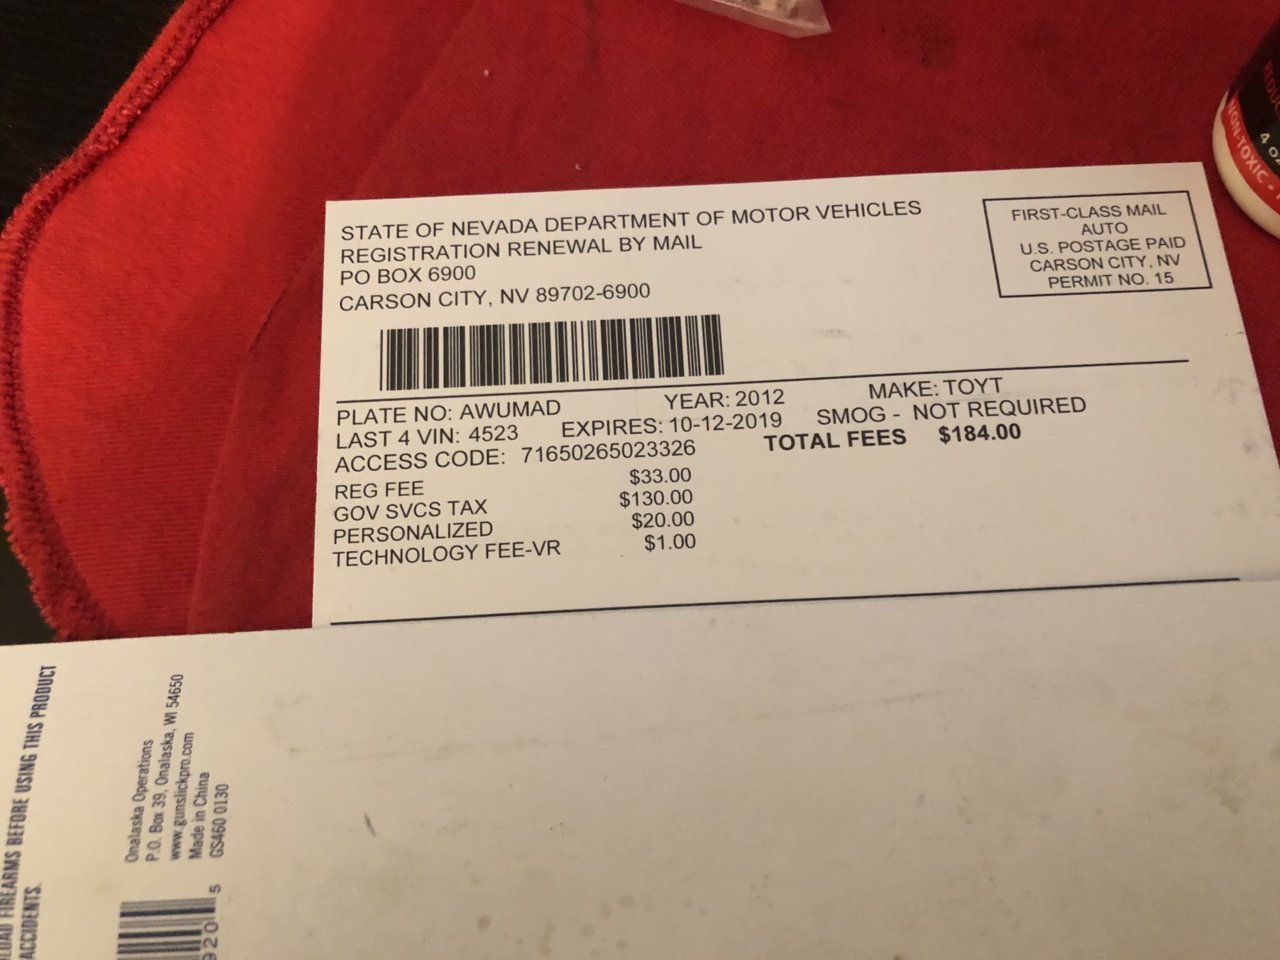 STATE OF NEVADA DEPARTMENT OF MOTOR VEHICLES
REGISTRATION RENEWAL BY MAIL
PO BOX 6900
CARSON CITY, NV 89702-6900
FIRST-CLASS MAIL
AUTO
U.S. POSTAGE PAID
CARSON CITY, NV
PERMIT NO. 15
PLATE NO: AWUMAD YEAR: 2012 MAKE: TOYT
LAST 4 VIN: 4523 EXPIRES: 10-12-2019 SMOG - NOT REQUIRED
ACCESS CODE: 71650265023326 TOTAL FEES $184.00
REG FEE $33.00
GOV SVCS TAX $130.00
PERSONALIZED $20.00
TECHNOLOGY FEE-VR $1.00
FIREARMS BEFORE USING THIS PRODUCT
ACCIDENTS.
Onalaska Operations
P.O. Box 39, Onalaska, WI 54650
www.gunslickpro.com
Made in China
GS460 0130
920 5
NON-TOXIC
4